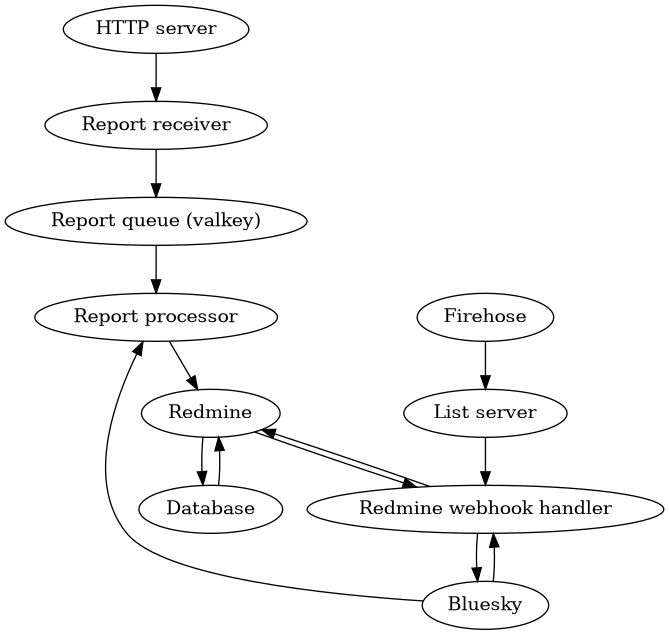 HTTP server
Report receiver
Report queue (valkey)
Report processor
Firehose
Redmine
List server
Database
Redmine webhook handler
Bluesky